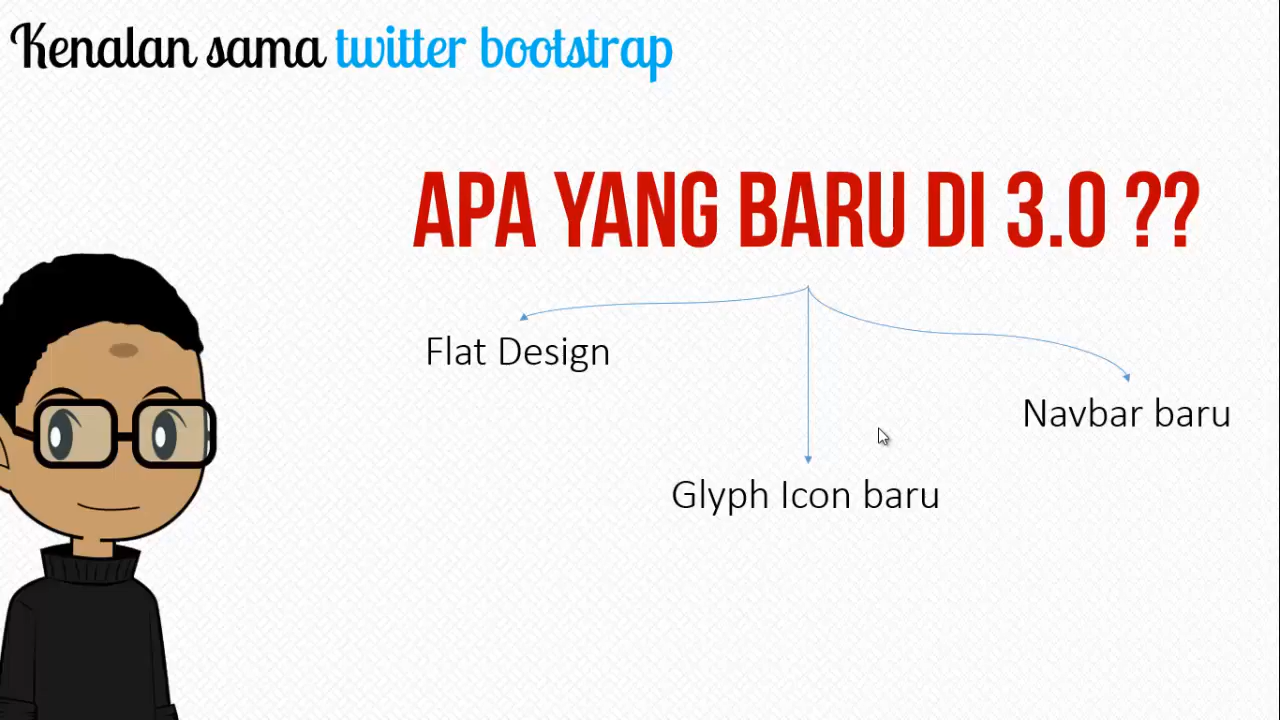 Kenalan sama twitter bootstrap
APA YANG BARU DI 3.0 ??
Flat Design
Navbar baru
Glyph Icon baru